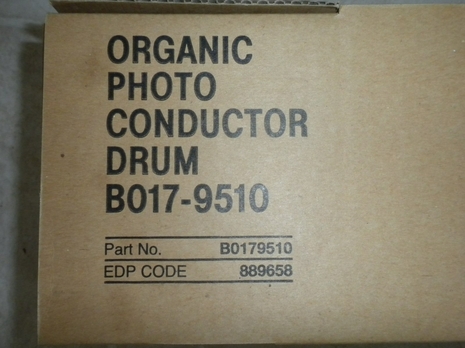 ORGANIC
PHOTO
CONDUCTOR
DRUM
B017-9510
Part No. B0179510
EDP CODE 889658